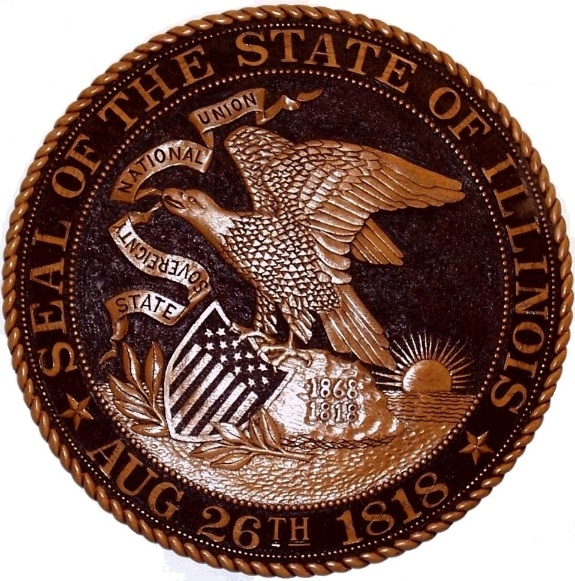 SEAL OF THE STATE OF ILLINOIS
AUG 26TH 1818
STATE
SOVEREIGNTY
NATIONAL
UNION
1868
1818